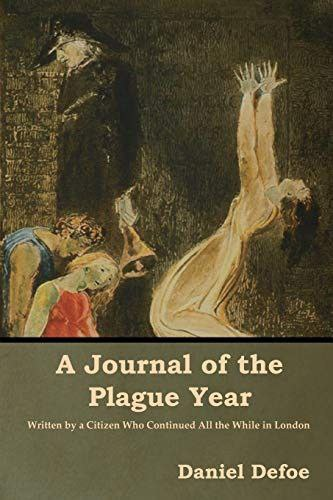 A Journal of the
Plague Year
Written by a Citizen Who Continued All the While in London
Daniel Defoe